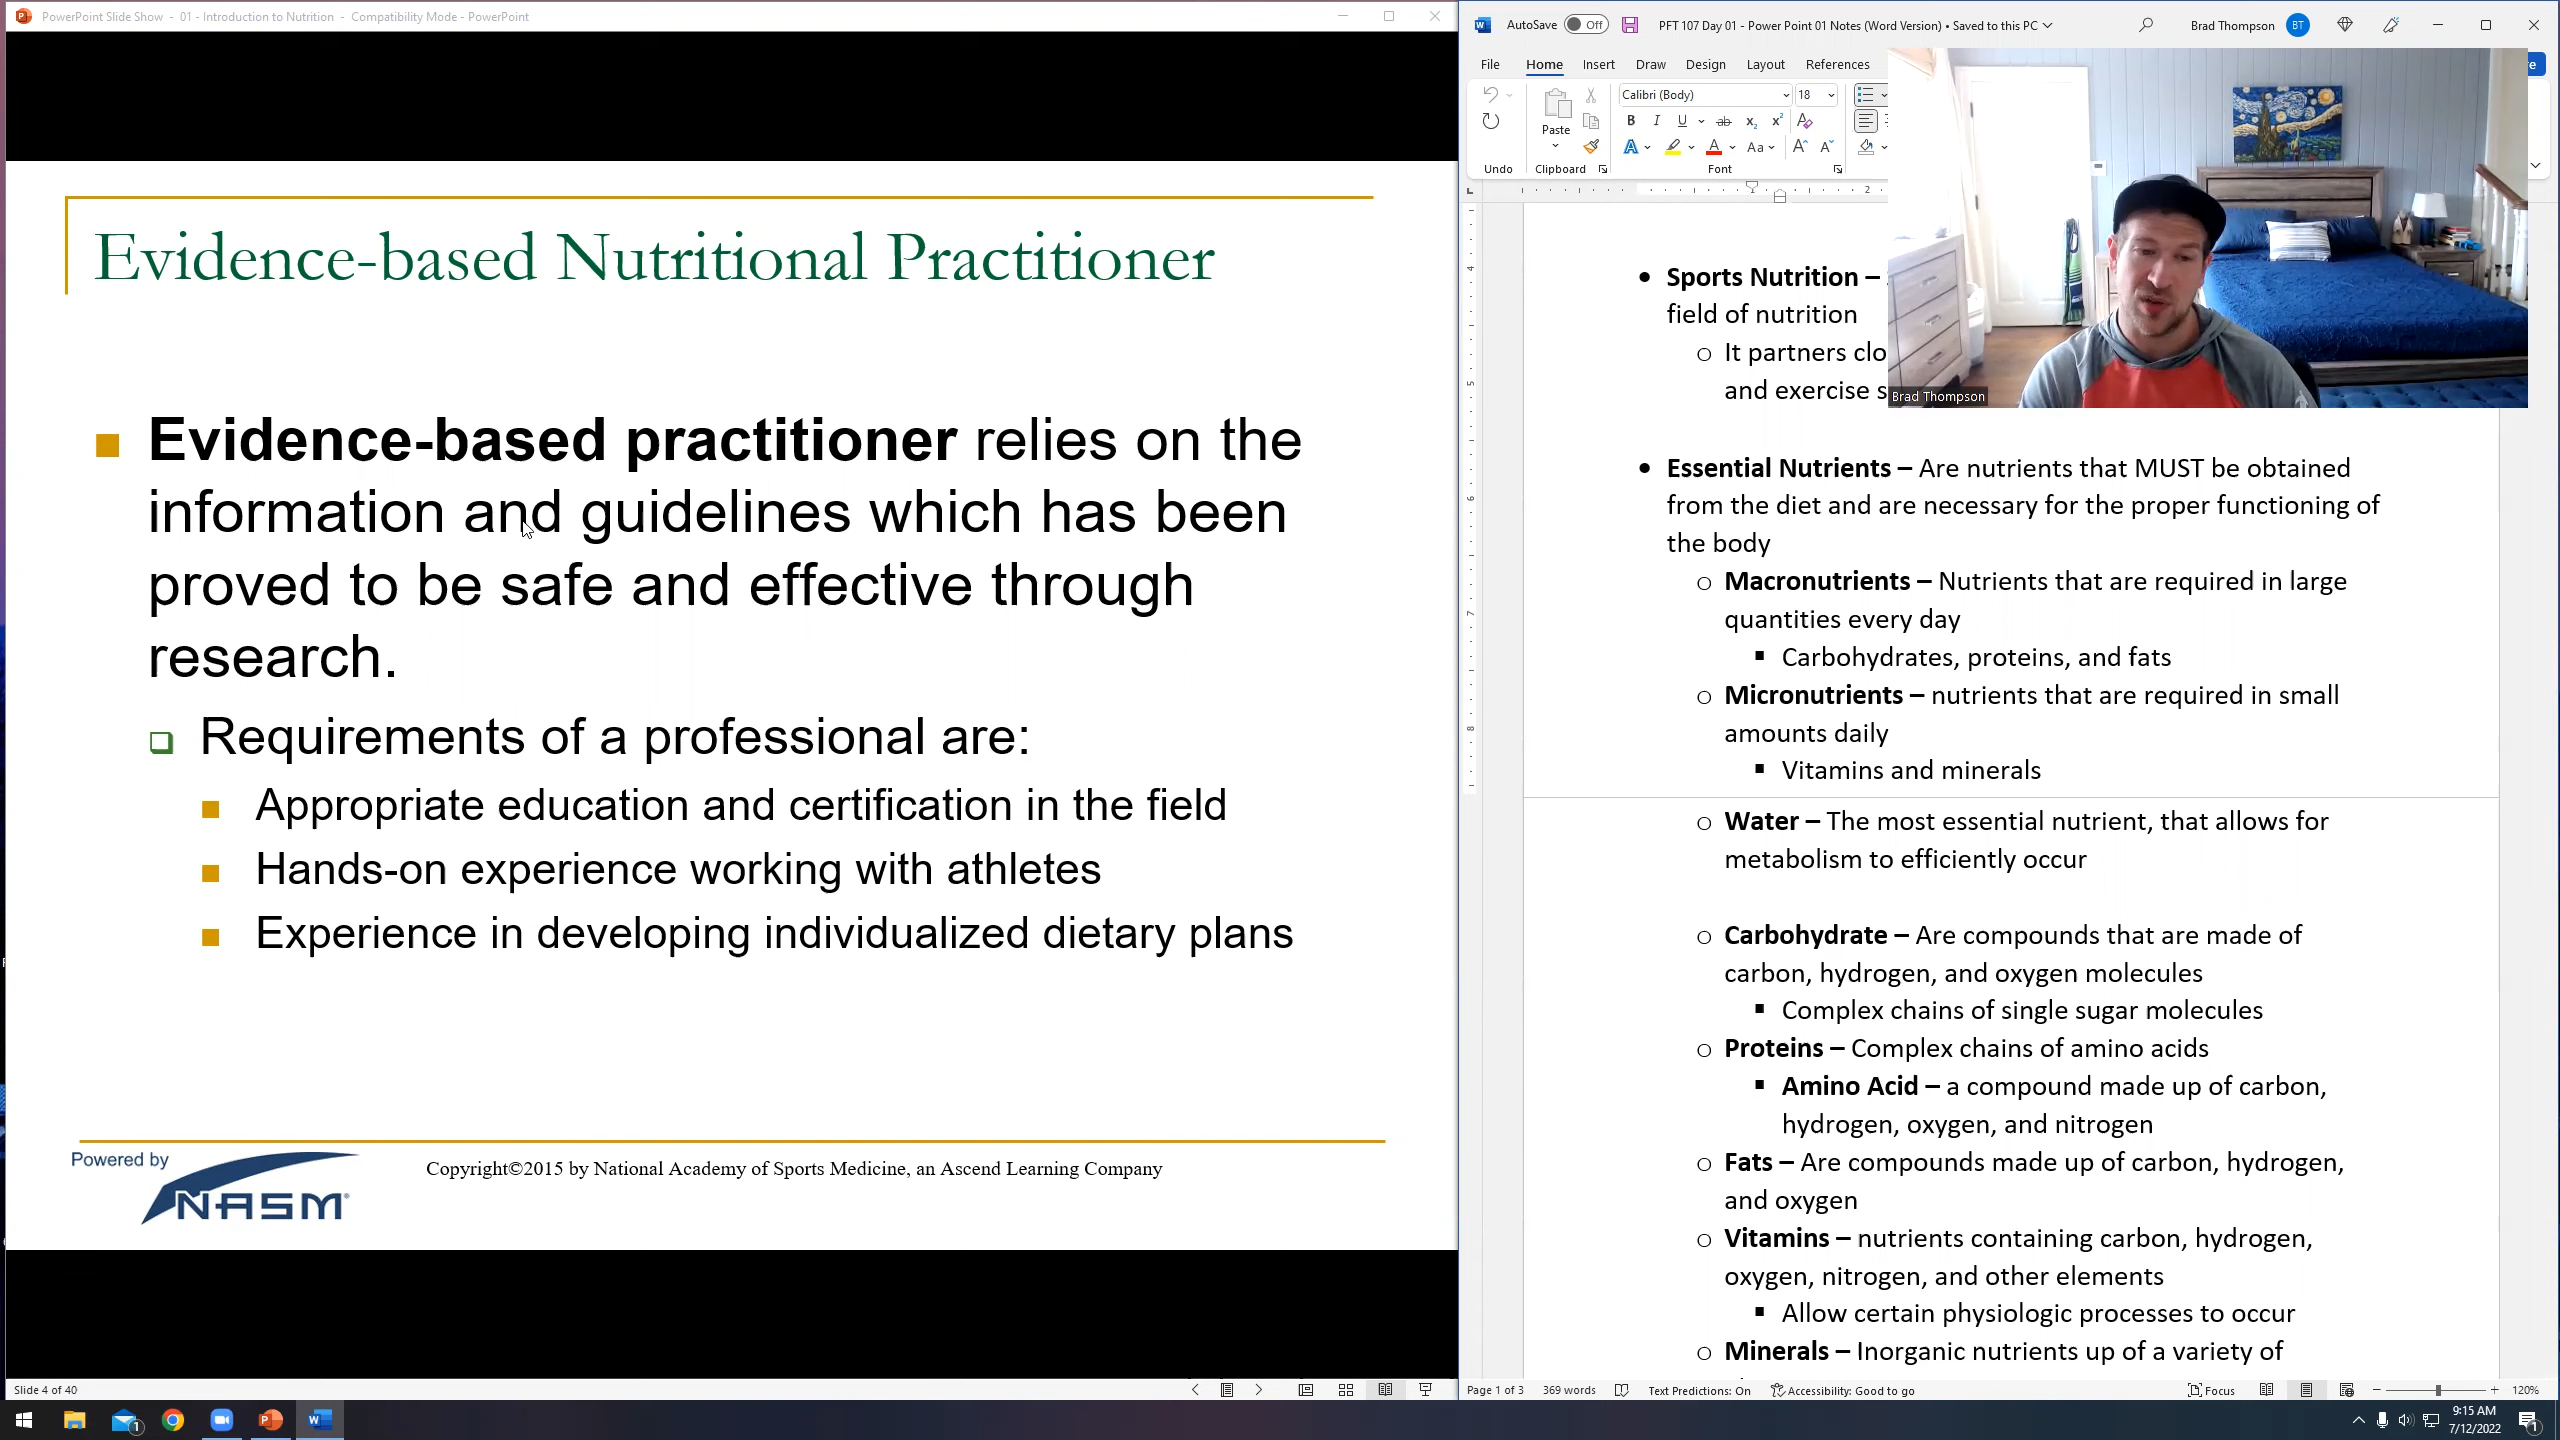 PowerPoint Slide Show - 01 - Introduction to Nutrition - Compatibility Mode - PowerPoint
Evidence-based Nutritional Practitioner
Evidence-based practitioner relies on the
information and guidelines which has been
proved to be safe and effective through
research.
Requirements of a professional are:
Appropriate education and certification in the field
Hands-on experience working with athletes
Experience in developing individualized dietary plans
Powered by
NASM
Copyright©2015 by National Academy of Sports Medicine, an Ascend Learning Company
Slide 4 of 40
AutoSave Off PFT 107 Day 01 - Power Point 01 Notes (Word Version) • Saved to this PC Brad Thompson BT
File Home Insert Draw Design Layout References
Calibri (Body) 18
Paste
Undo Clipboard Font
2
Brad Thompson
Sports Nutrition –
field of nutrition
It partners clo
and exercise s
Essential Nutrients – Are nutrients that MUST be obtained
from the diet and are necessary for the proper functioning of
the body
Macronutrients – Nutrients that are required in large
quantities every day
Carbohydrates, proteins, and fats
Micronutrients – nutrients that are required in small
amounts daily
Vitamins and minerals
Water – The most essential nutrient, that allows for
metabolism to efficiently occur
Carbohydrate – Are compounds that are made of
carbon, hydrogen, and oxygen molecules
Complex chains of single sugar molecules
Proteins – Complex chains of amino acids
Amino Acid – a compound made up of carbon,
hydrogen, oxygen, and nitrogen
Fats – Are compounds made up of carbon, hydrogen,
and oxygen
Vitamins – nutrients containing carbon, hydrogen,
oxygen, nitrogen, and other elements
Allow certain physiologic processes to occur
Minerals – Inorganic nutrients up of a variety of
Page 1 of 3 369 words Text Predictions: On Accessibility: Good to go Focus 120%
9:15 AM
7/12/2022